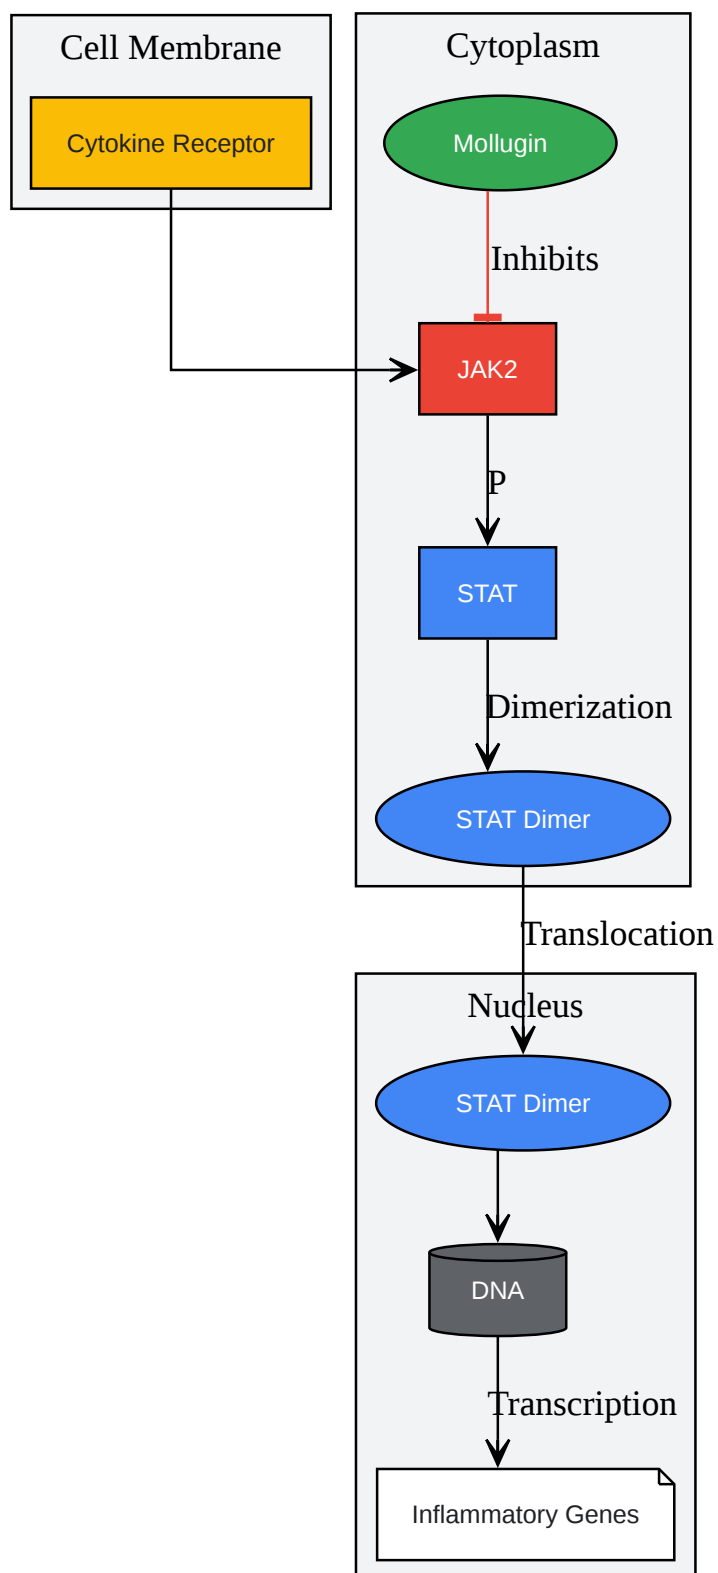 Cell Membrane
Cytokine Receptor
Cytoplasm
Mollugin
Inhibits
JAK2
P
STAT
Dimerization
STAT Dimer
Translocation
Nucleus
STAT Dimer
DNA
Transcription
Inflammatory Genes